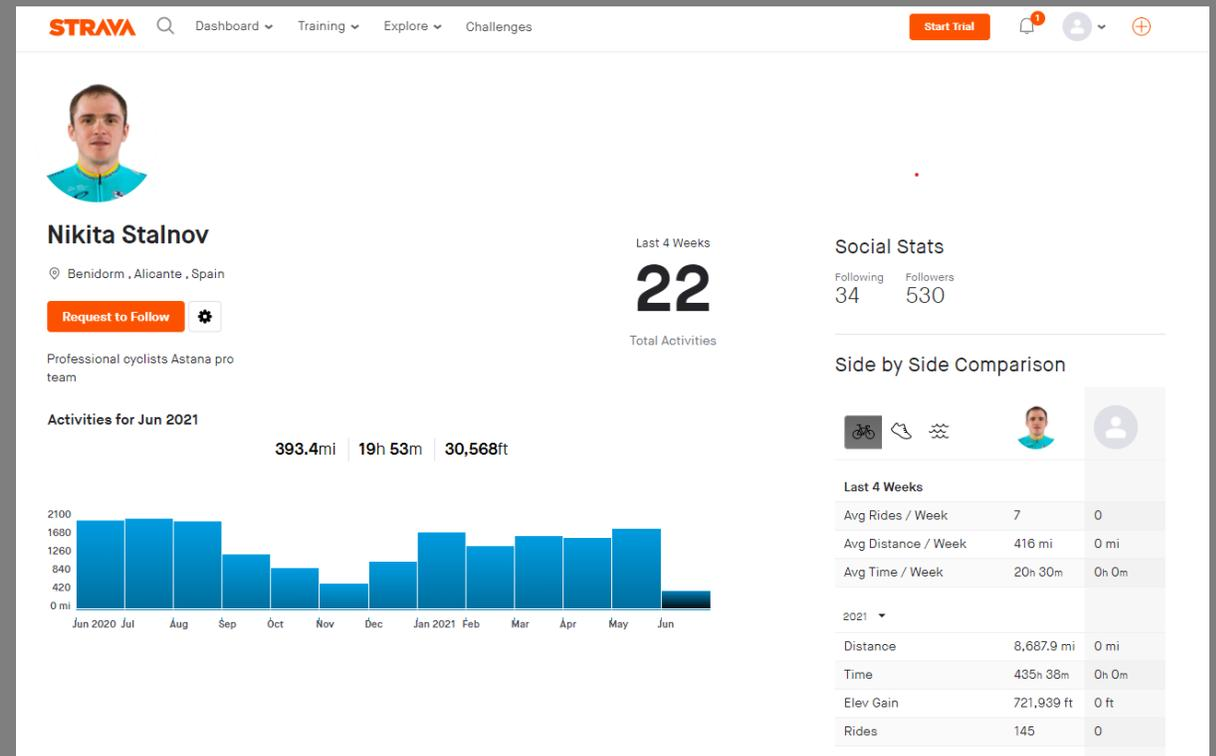 STRAVA Dashboard Training Explore Challenges Start Trial 1
Nikita Stalnov
Benidorm , Alicante , Spain
Request to Follow
Professional cyclists Astana pro
team
Last 4 Weeks
22
Total Activities
Activities for Jun 2021
393.4mi 19h 53m 30,568ft
2100
1680
1260
840
420
0 mi
Jun 2020 Jul Aug Sep Oct Nov Dec Jan 2021 Feb Mar Apr May Jun
Social Stats
Following Followers
34 530
Side by Side Comparison
Last 4 Weeks
Avg Rides / Week 7 0
Avg Distance / Week 416 mi 0 mi
Avg Time / Week 20h 30m 0h 0m
2021
Distance 8,687.9 mi 0 mi
Time 435h 38m 0h 0m
Elev Gain 721,939 ft 0 ft
Rides 145 0